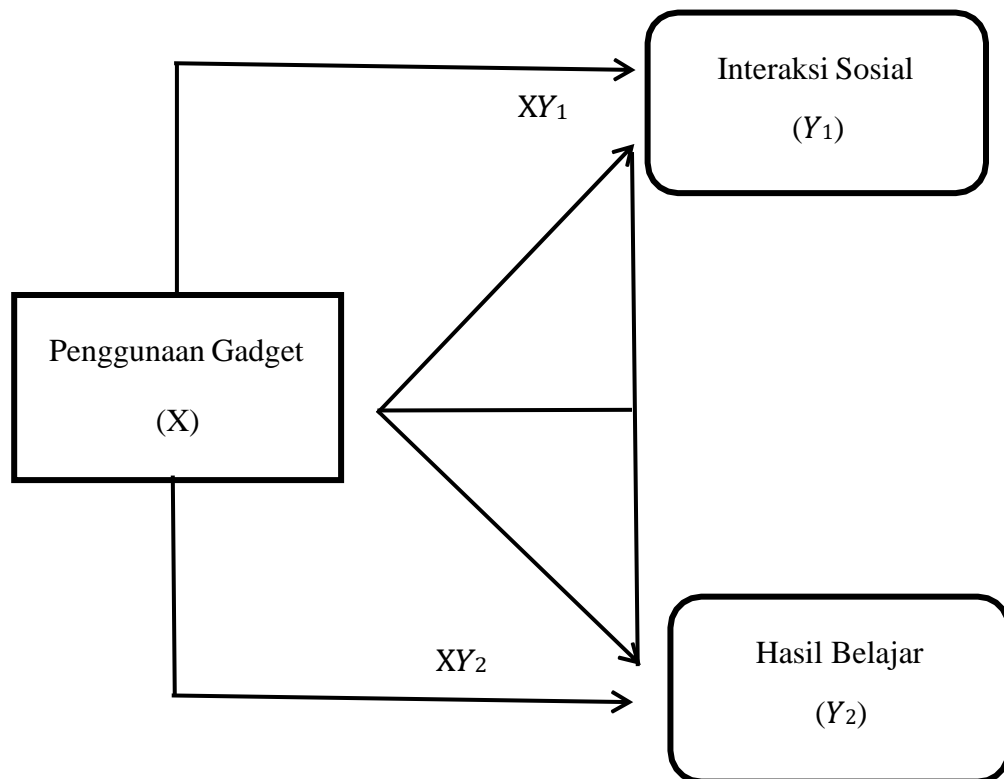 Interaksi Sosial
(𝑌1)
X𝑌1
Penggunaan Gadget
(X)
X𝑌2
Hasil Belajar
(𝑌2)